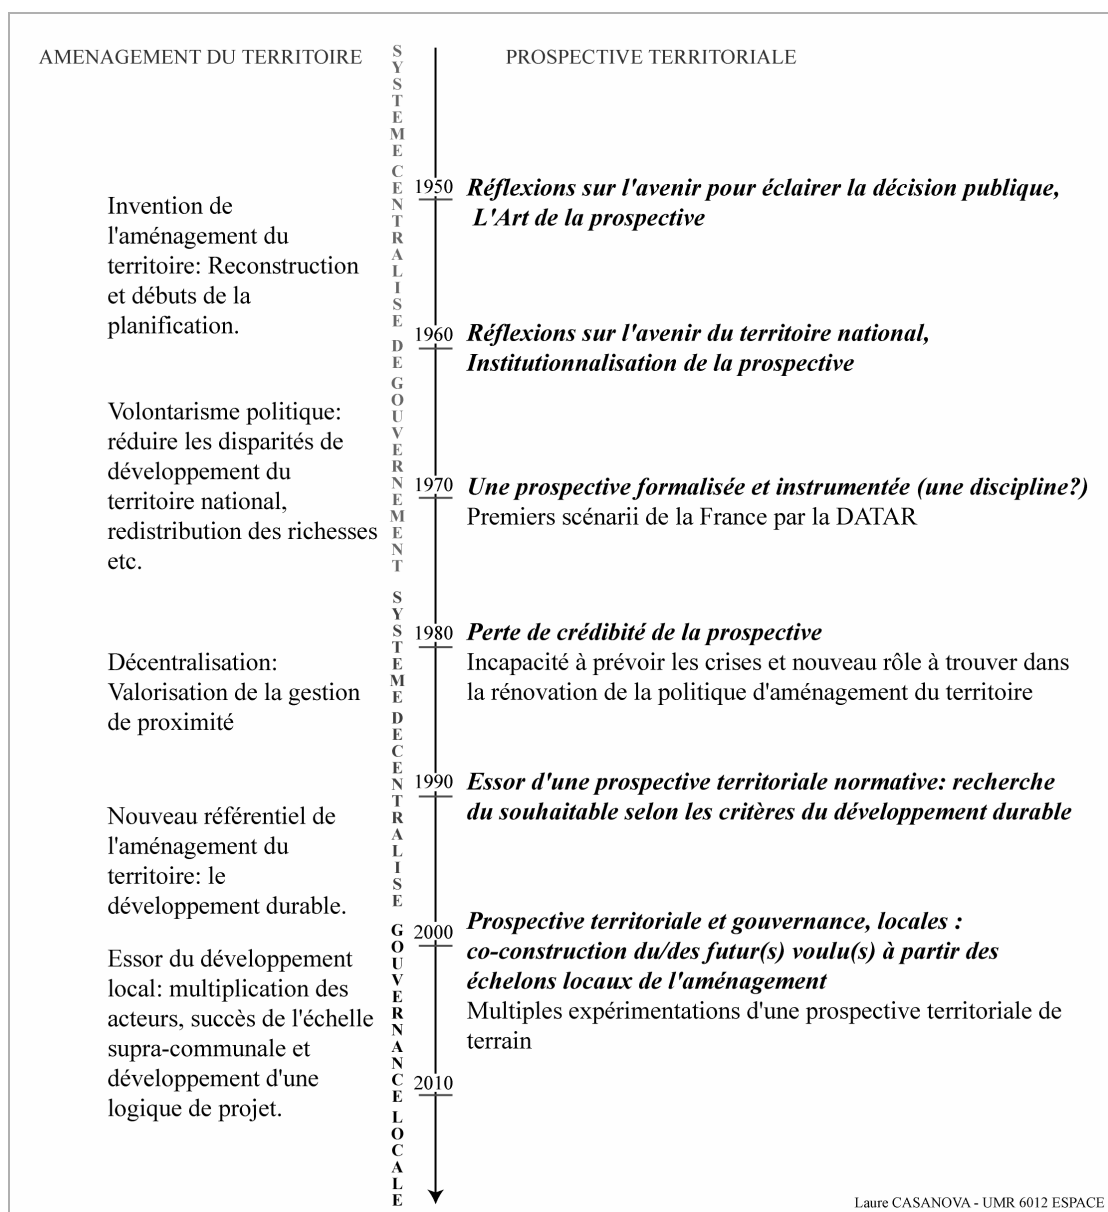 AMENAGEMENT DU TERRITOIRE
PROSPECTIVE TERRITORIALE
SYSTEME CENTRALISE DE GOUVERNEMENT
SYSTEME DECENTRALISE
GOUVERNANCE LOCALE
Invention de
l'aménagement du
territoire: Reconstruction
et débuts de la
planification.
Volontarisme politique:
réduire les disparités de
développement du
territoire national,
redistribution des richesses
etc.
Décentralisation:
Valorisation de la gestion
de proximité
Nouveau référentiel de
l'aménagement du
territoire: le
développement durable.
Essor du développement
local: multiplication des
acteurs, succès de l'échelle
supra-communale et
développement d'une
logique de projet.
1950
Réflexions sur l'avenir pour éclairer la décision publique,
L'Art de la prospective
1960
Réflexions sur l'avenir du territoire national,
Institutionnalisation de la prospective
1970
Une prospective formalisée et instrumentée (une discipline?)
Premiers scénarii de la France par la DATAR
1980
Perte de crédibité de la prospective
Incapacité à prévoir les crises et nouveau rôle à trouver dans
la rénovation de la politique d'aménagement du territoire
1990
Essor d'une prospective territoriale normative: recherche
du souhaitable selon les critères du développement durable
2000
Prospective territoriale et gouvernance, locales :
co-construction du/des futur(s) voulu(s) à partir des
échelons locaux de l'aménagement
Multiples expérimentations d'une prospective territoriale de
terrain
2010
Laure CASANOVA - UMR 6012 ESPACE